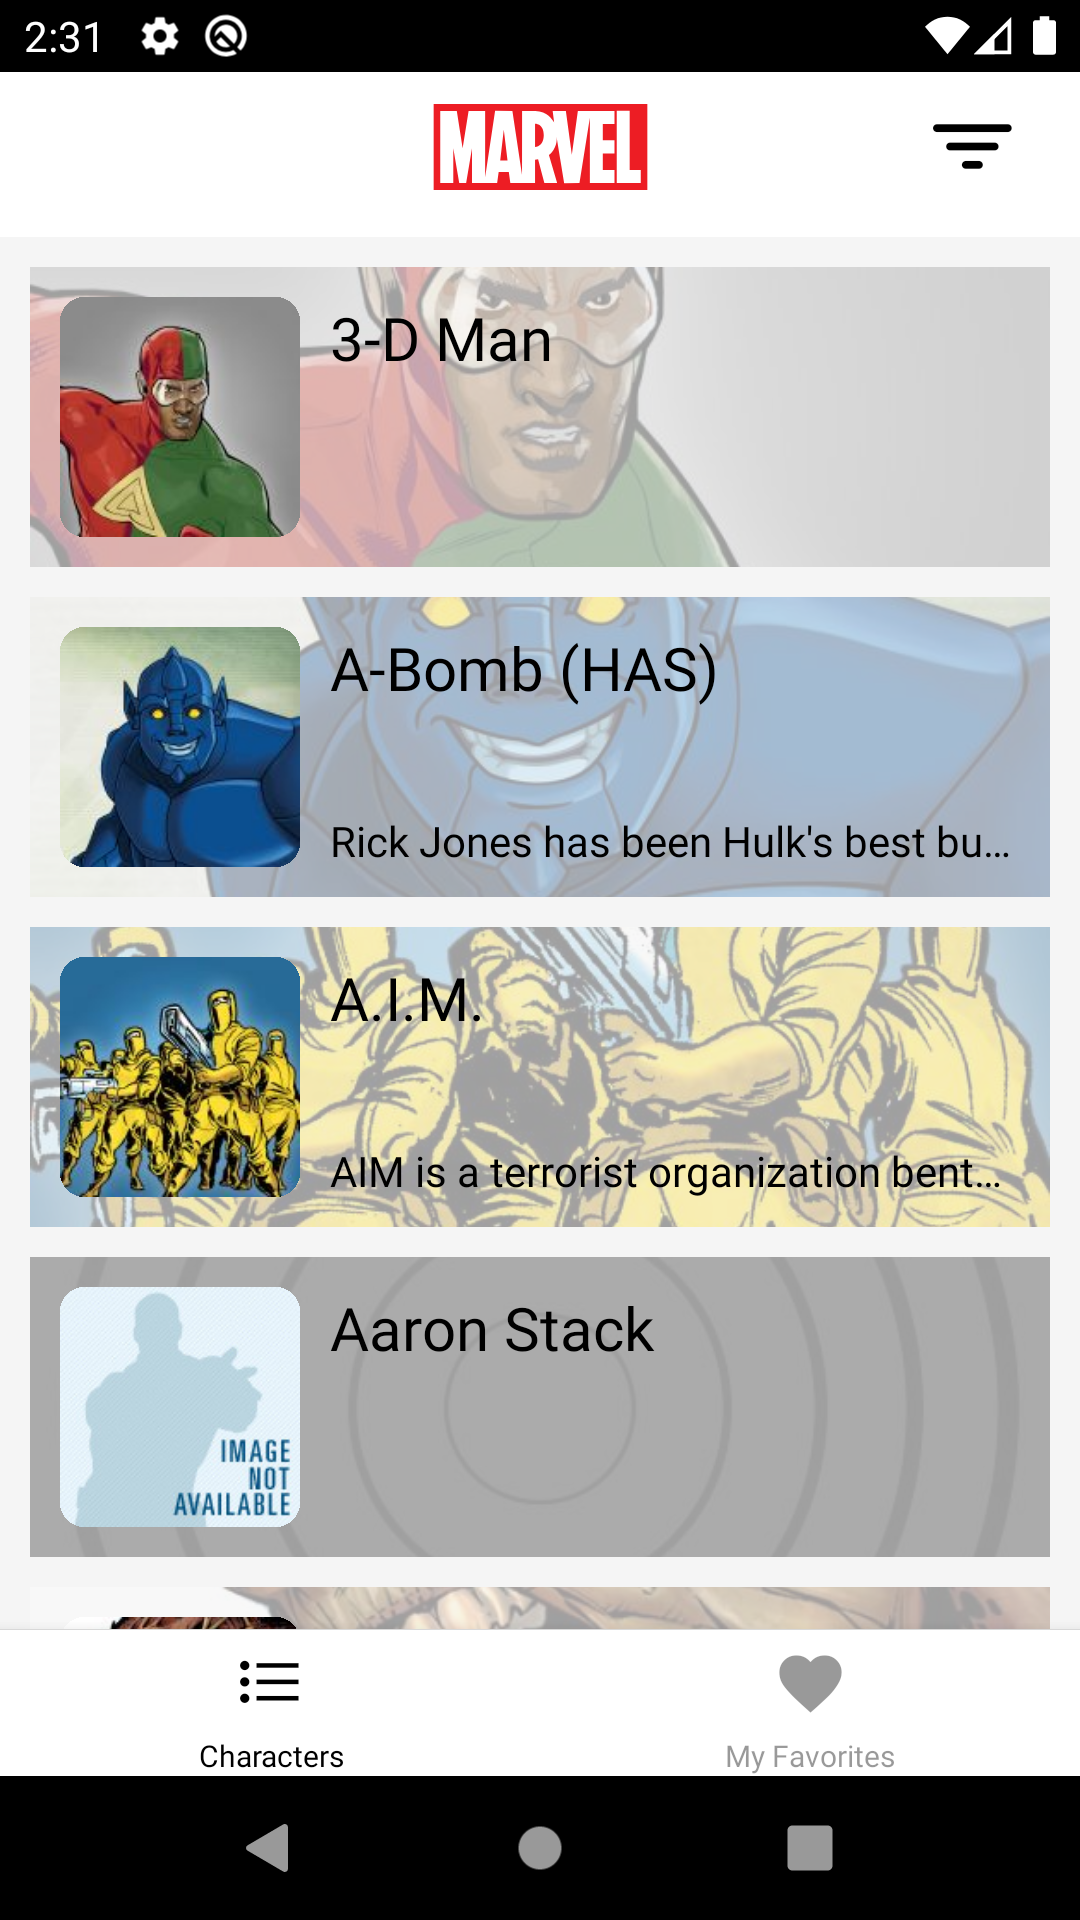 2:31
MARVEL
3-D Man
A-Bomb (HAS)
Rick Jones has been Hulk's best bu...
A.I.M.
AIM is a terrorist organization bent...
Aaron Stack
IMAGE
NOT
AVAILABLE
Characters
My Favorites